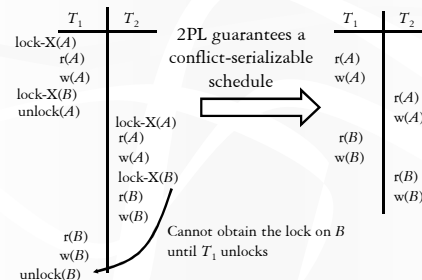 T1 T2
lock-X(A)
r(A)
w(A)
lock-X(B)
unlock(A)
lock-X(A)
r(A)
w(A)
lock-X(B)
r(B)
w(B)
r(B)
w(B)
unlock(B)
2PL guarantees a
conflict-serializable
schedule
Cannot obtain the lock on B
until T1 unlocks
T1 T2
r(A)
w(A)
r(A)
w(A)
r(B)
w(B)
r(B)
w(B)